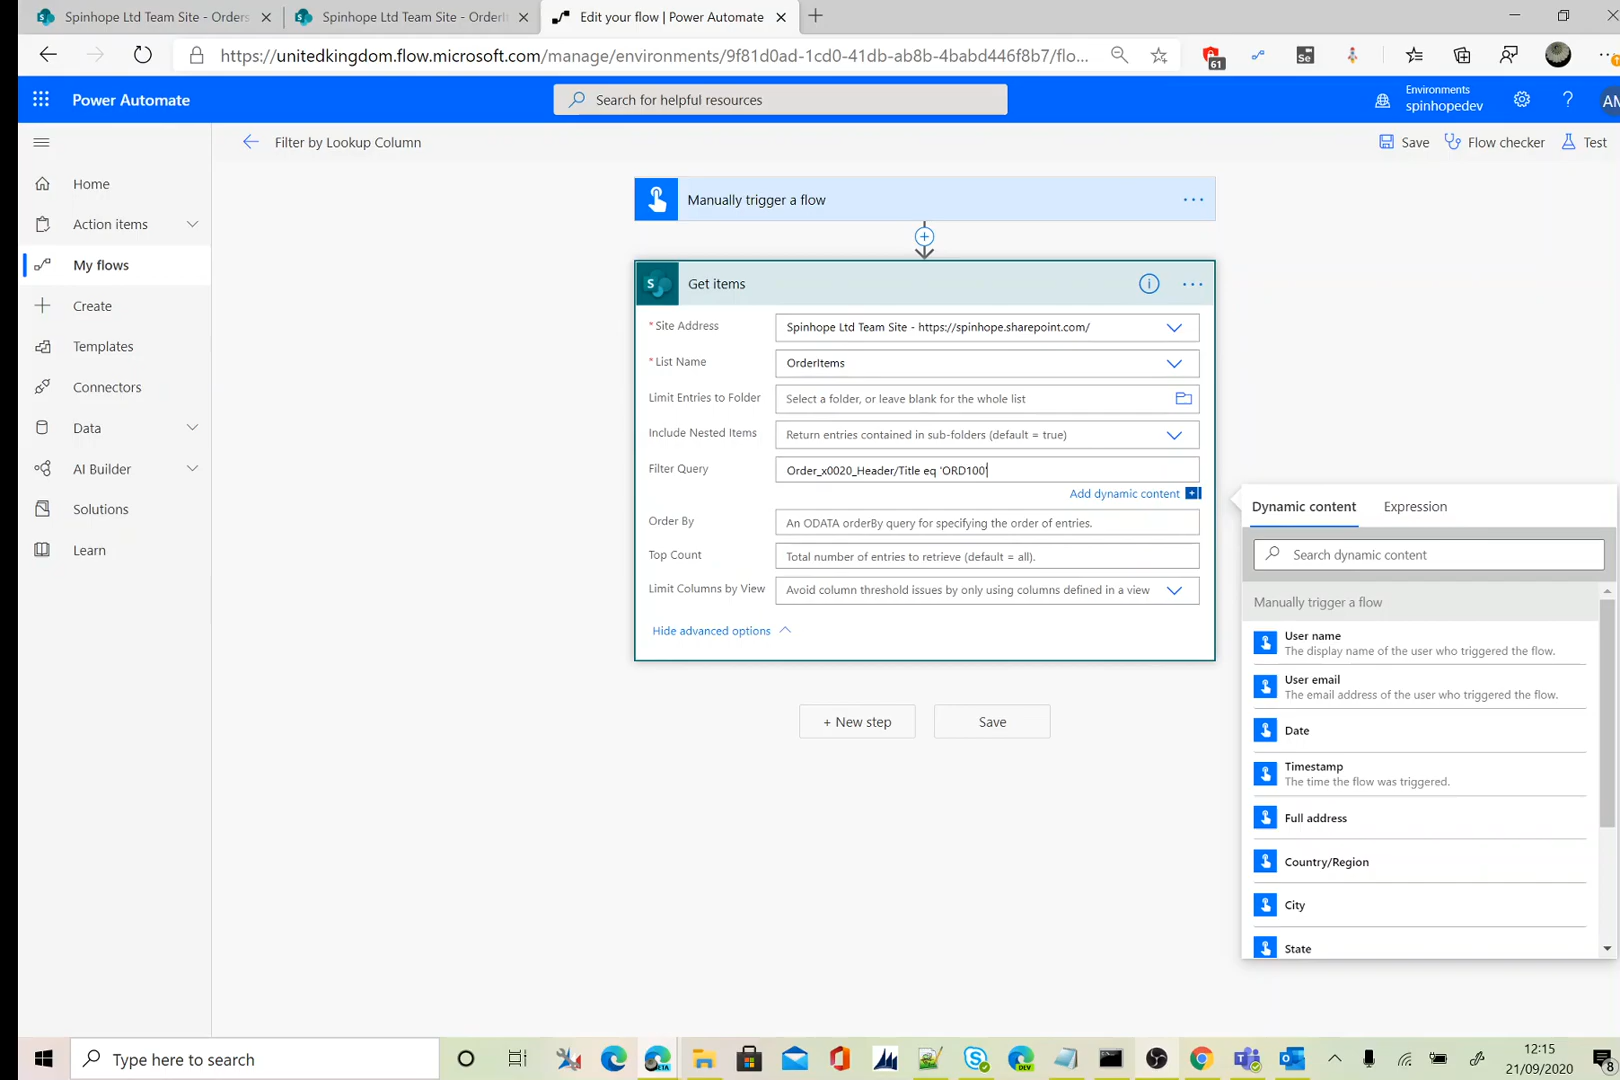 Spinhope Ltd Team Site - Orders
Spinhope Ltd Team Site - OrderIt
Edit your flow | Power Automate
https://unitedkingdom.flow.microsoft.com/manage/environments/9f81d0ad-1cd0-41db-ab8b-4babd446f8b7/flo...
61
Se
Power Automate
Search for helpful resources
Environments
spinhopedev
?
AM
Filter by Lookup Column
Save
Flow checker
Test
Home
Action items
My flows
Create
Templates
Connectors
Data
AI Builder
Solutions
Learn
Manually trigger a flow
S
Get items
* Site Address
Spinhope Ltd Team Site - https://spinhope.sharepoint.com/
* List Name
OrderItems
Limit Entries to Folder
Select a folder, or leave blank for the whole list
Include Nested Items
Return entries contained in sub-folders (default = true)
Filter Query
Order_x0020_Header/Title eq 'ORD100'
Add dynamic content
Order By
An ODATA orderBy query for specifying the order of entries.
Top Count
Total number of entries to retrieve (default = all).
Limit Columns by View
Avoid column threshold issues by only using columns defined in a view
Hide advanced options
+ New step
Save
Dynamic content
Expression
Search dynamic content
Manually trigger a flow
User name
The display name of the user who triggered the flow.
User email
The email address of the user who triggered the flow.
Date
Timestamp
The time the flow was triggered.
Full address
Country/Region
City
State
Type here to search
BETA
DEV
12:15
21/09/2020
8